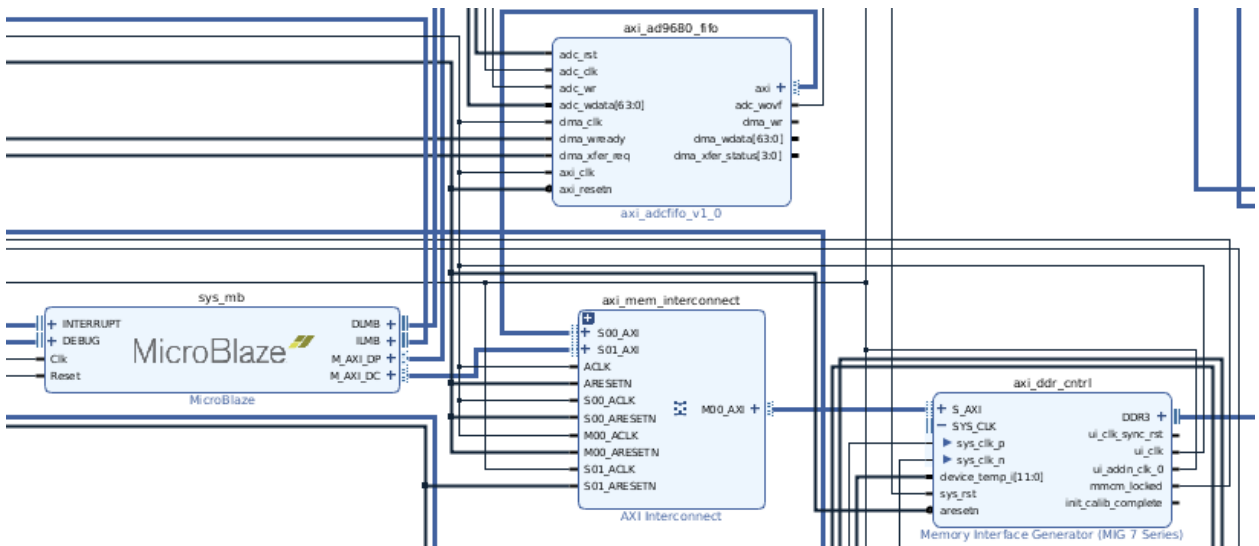 axi_ad9680_fifo
adc_rst
adc_clk
adc_wr
adc_wdata[63:0]
dma_clk
dma_wready
dma_xfer_req
axi_clk
axi_resetn
axi
adc_wovf
dma_wr
dma_wdata[63:0]
dma_xfer_status[3:0]
axi_adcfifo_v1_0
sys_mb
INTERRUPT
DEBUG
Clk
Reset
MicroBlaze
DLMB
ILMB
M_AXI_DP
M_AXI_DC
MicroBlaze
axi_mem_interconnect
S00_AXI
S01_AXI
ACLK
ARESETN
S00_ACLK
S00_ARESETN
M00_ACLK
M00_ARESETN
S01_ACLK
S01_ARESETN
M00_AXI
AXI Interconnect
axi_ddr_cntrl
S_AXI
SYS_CLK
sys_clk_p
sys_clk_n
device_temp_i[11:0]
sys_rst
aresetn
DDR3
ui_clk_sync_rst
ui_clk
ui_addn_clk_0
mmcm_locked
init_calib_complete
Memory Interface Generator (MIG 7 Series)